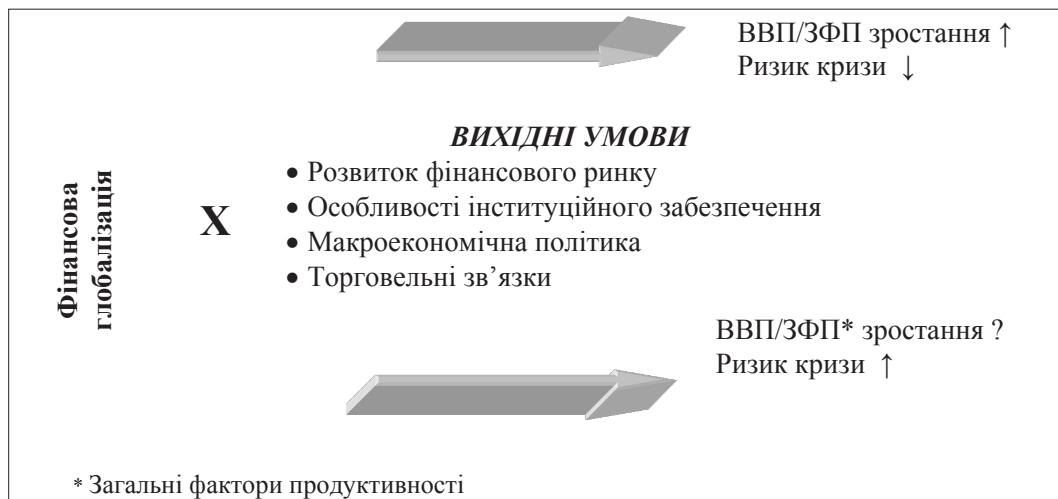 ВВП/ЗФП зростання ↑
Ризик кризи ↓
Фінансова
глобалізація
X
ВИХІДНІ УМОВИ
• Розвиток фінансового ринку
• Особливості інституційного забезпечення
• Макроекономічна політика
• Торговельні зв’язки
ВВП/ЗФП* зростання ?
Ризик кризи ↑
* Загальні фактори продуктивності